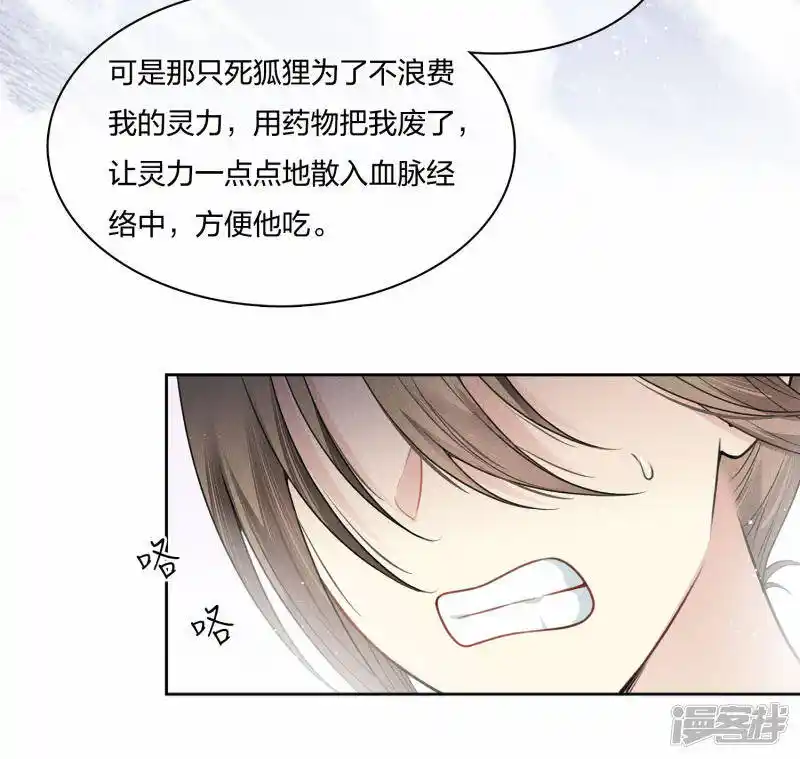 可是那只死狐狸为了不浪费
我的灵力，用药物把我废了，
让灵力一点点地散入血脉经
络中，方便他吃。
咯
咯
漫客栈